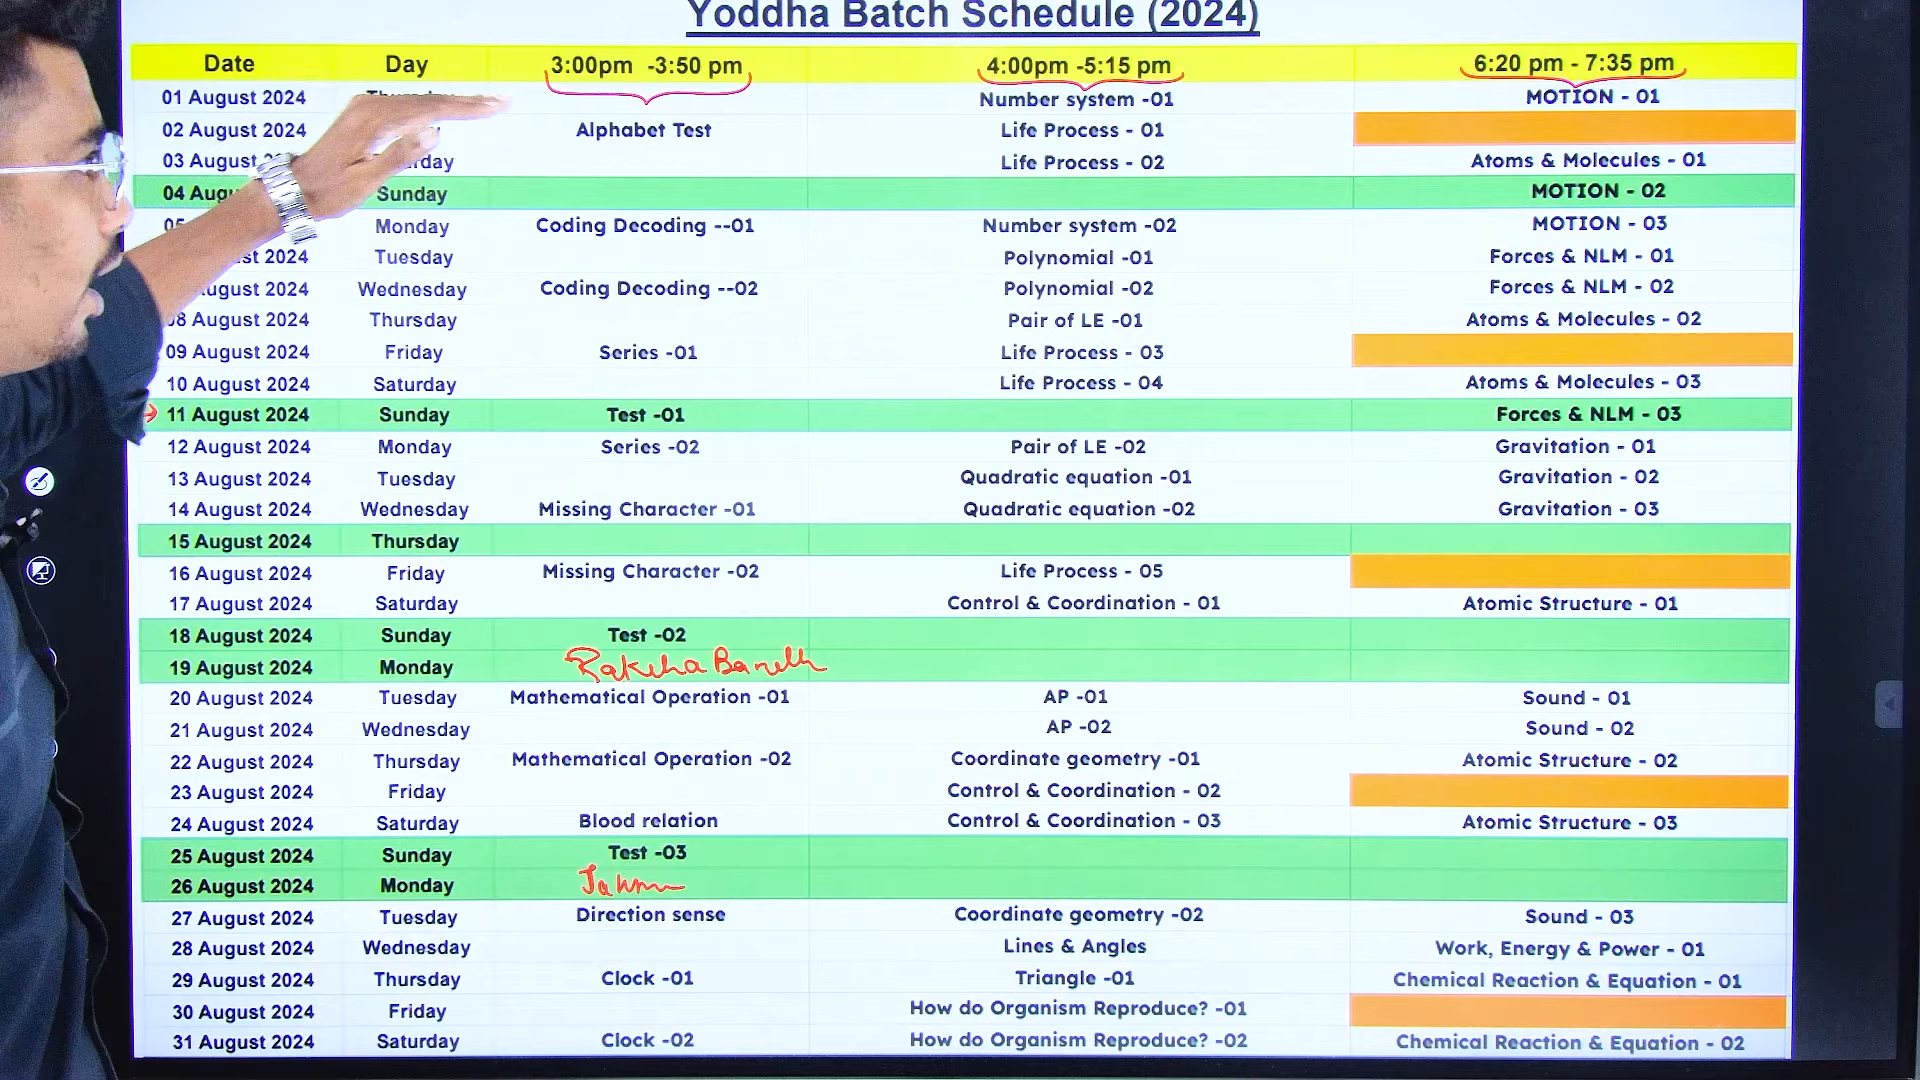 Yoddha Batch Schedule (2024)
Date Day 3:00pm -3:50 pm 4:00pm -5:15 pm 6:20 pm - 7:35 pm
01 August 2024 Number system -01 MOTION - 01
02 August 2024 Alphabet Test Life Process - 01
03 August Life Process - 02 Atoms & Molecules - 01
04 Sunday MOTION - 02
Monday Coding Decoding --01 Number system -02 MOTION - 03
2024 Tuesday Polynomial -01 Forces & NLM - 01
August 2024 Wednesday Coding Decoding --02 Polynomial -02 Forces & NLM - 02
08 August 2024 Thursday Pair of LE -01 Atoms & Molecules - 02
09 August 2024 Friday Series -01 Life Process - 03
10 August 2024 Saturday Life Process - 04 Atoms & Molecules - 03
11 August 2024 Sunday Test -01 Forces & NLM - 03
12 August 2024 Monday Series -02 Pair of LE -02 Gravitation - 01
13 August 2024 Tuesday Quadratic equation -01 Gravitation - 02
14 August 2024 Wednesday Missing Character -01 Quadratic equation -02 Gravitation - 03
15 August 2024 Thursday
16 August 2024 Friday Missing Character -02 Life Process - 05
17 August 2024 Saturday Control & Coordination - 01 Atomic Structure - 01
18 August 2024 Sunday Test -02
19 August 2024 Monday Raksha
20 August 2024 Tuesday Mathematical Operation -01 AP -01 Sound - 01
21 August 2024 Wednesday AP -02 Sound - 02
22 August 2024 Thursday Mathematical Operation -02 Coordinate geometry -01 Atomic Structure - 02
23 August 2024 Friday Control & Coordination - 02
24 August 2024 Saturday Blood relation Control & Coordination - 03 Atomic Structure - 03
25 August 2024 Sunday Test -03
26 August 2024 Monday
27 August 2024 Tuesday Direction sense Coordinate geometry -02 Sound - 03
28 August 2024 Wednesday Lines & Angles Work, Energy & Power - 01
29 August 2024 Thursday Clock -01 Triangle -01 Chemical Reaction & Equation - 01
30 August 2024 Friday How do Organism Reproduce? -01
31 August 2024 Saturday Clock -02 How do Organism Reproduce? -02 Chemical Reaction & Equation - 02